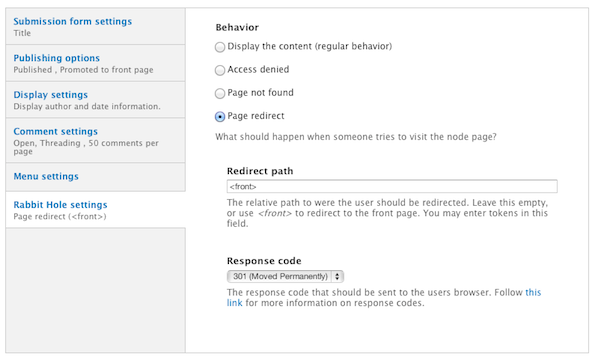 Submission form settings
Title
Publishing options
Published , Promoted to front page
Display settings
Display author and date information.
Comment settings
Open, Threading , 50 comments per
page
Menu settings
Rabbit Hole settings
Page redirect (<front>)
Behavior
Display the content (regular behavior)
Access denied
Page not found
Page redirect
What should happen when someone tries to visit the node page?
Redirect path
<front>
The relative path to were the user should be redirected. Leave this empty,
or use <front> to redirect to the front page. You may enter tokens in this
field.
Response code
301 (Moved Permanently)
The response code that should be sent to the users browser. Follow this
link for more information on response codes.